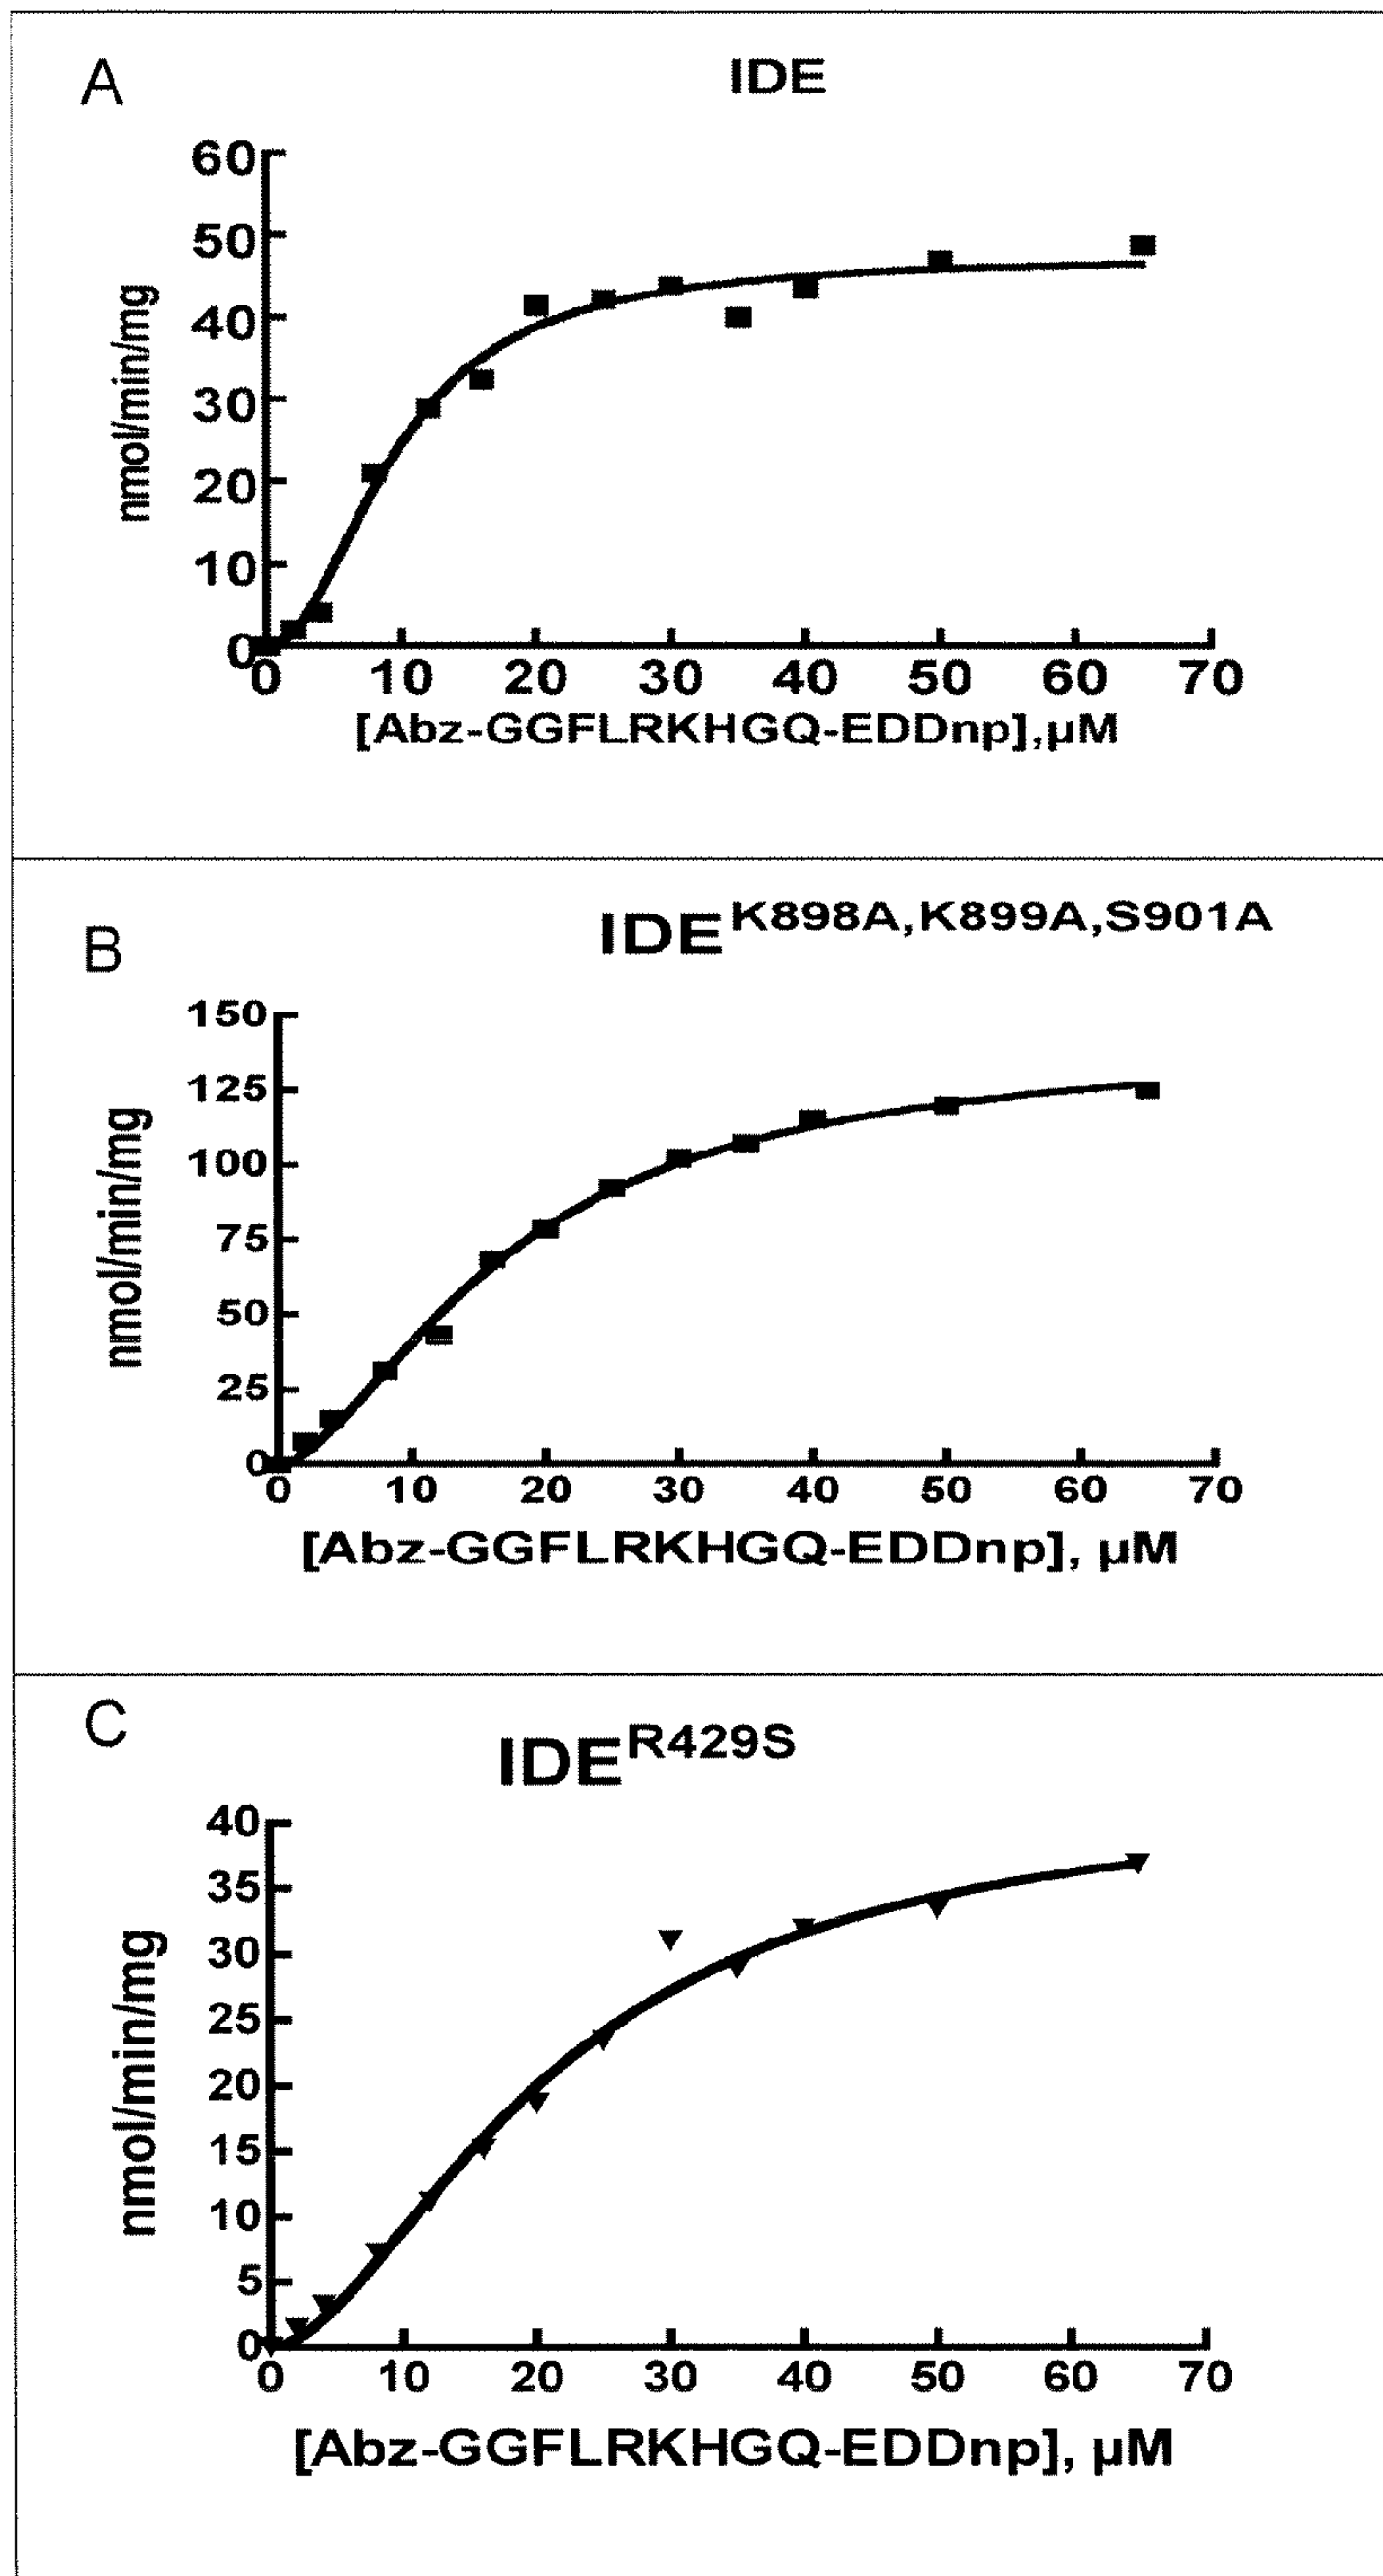 A
IDE
60
50
40
30
20
10
0
nmol/min/mg
0 10 20 30 40 50 60 70
[Abz-GGFLRKHGQ-EDDnp],µM
B
IDE K898A,K899A,S901A
150
125
100
75
50
25
0
nmol/min/mg
0 10 20 30 40 50 60 70
[Abz-GGFLRKHGQ-EDDnp], µM
C
IDE R429S
40
35
30
25
20
15
10
5
0
nmol/min/mg
0 10 20 30 40 50 60 70
[Abz-GGFLRKHGQ-EDDnp], µM